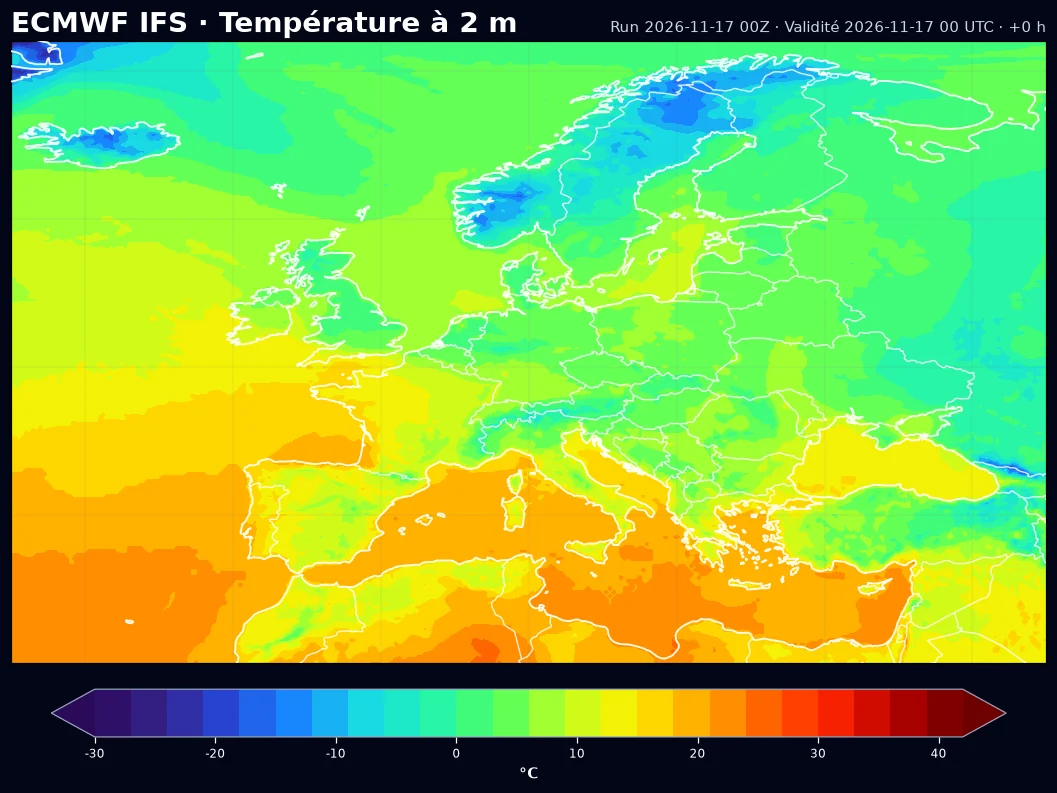 ECMWF IFS · Température à 2 m
Run 2026-11-17 00Z · Validité 2026-11-17 00 UTC · +0 h
-30 -20 -10 0 10 20 30 40
°C